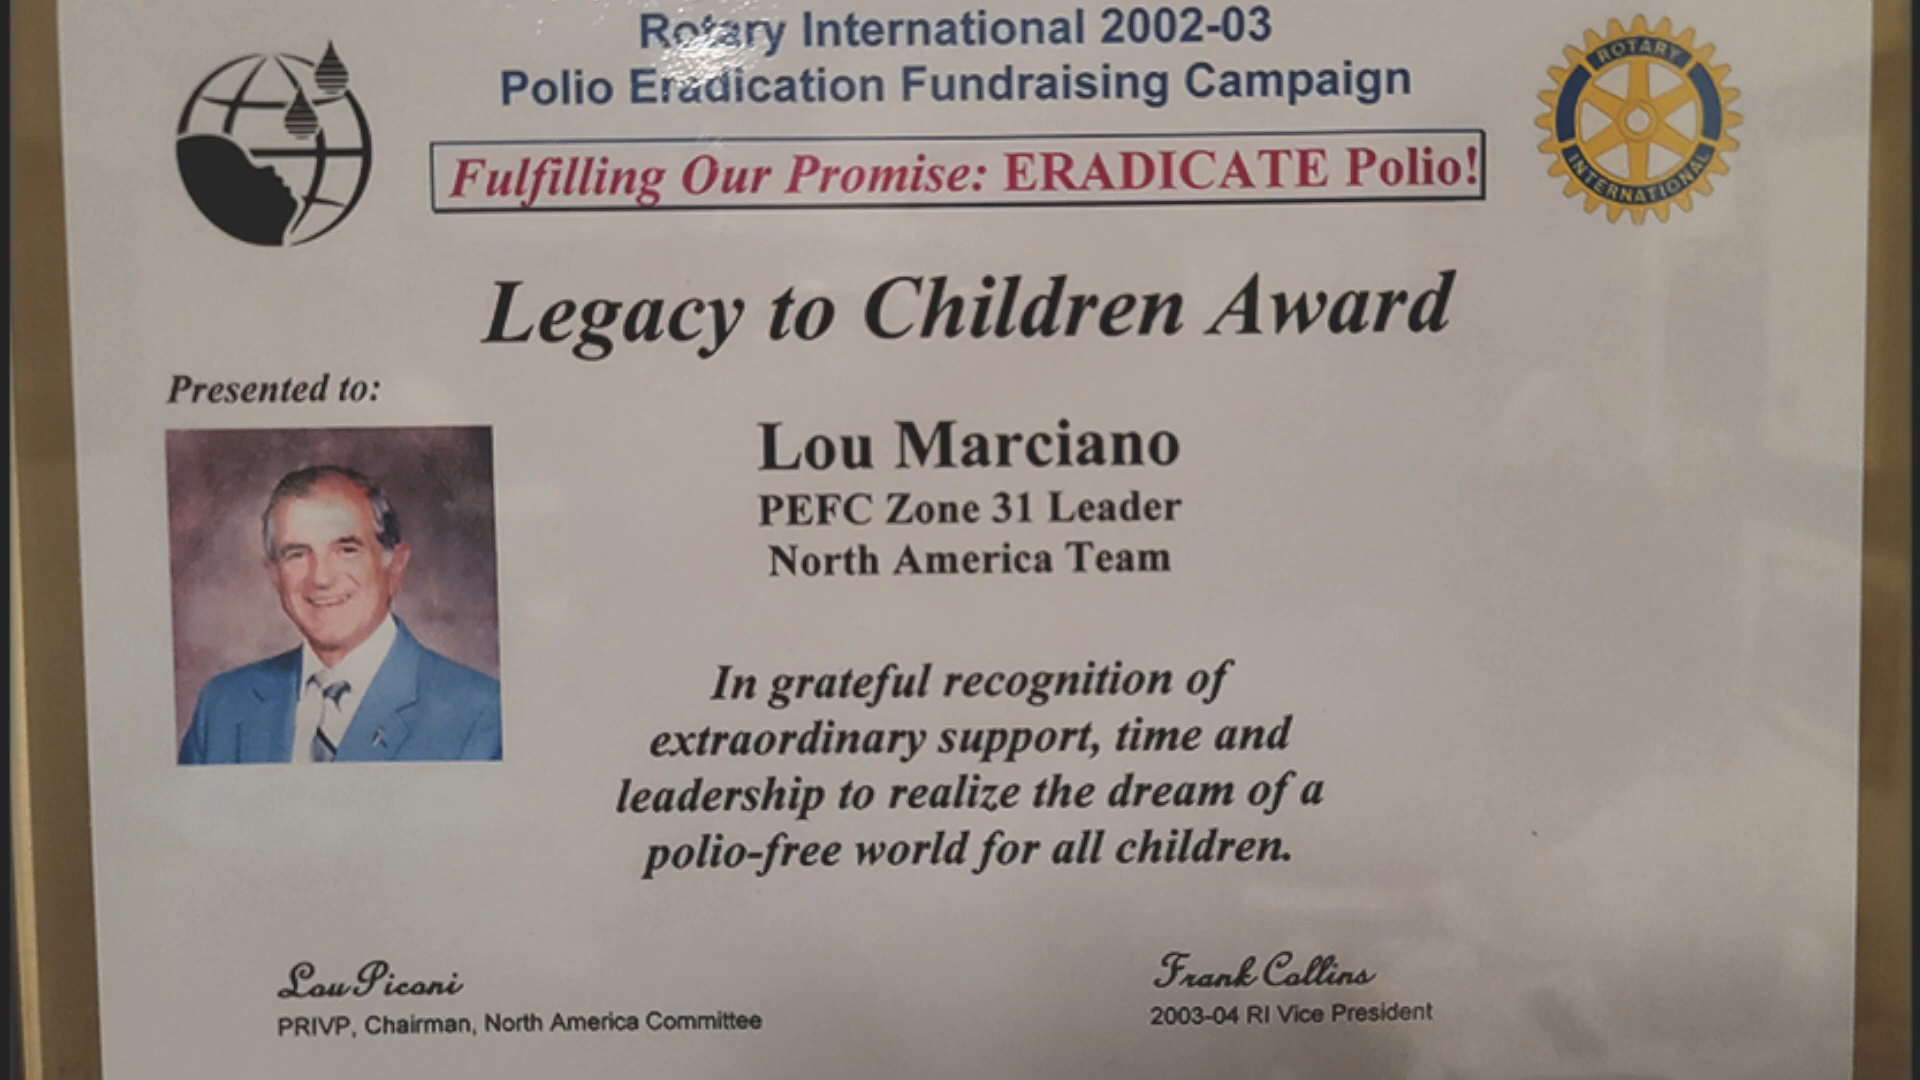 Rotary International 2002-03
Polio Eradication Fundraising Campaign
Fulfilling Our Promise: ERADICATE Polio!
ROTARY
INTERNATIONAL
Legacy to Children Award
Presented to:
Lou Marciano
PEFC Zone 31 Leader
North America Team
In grateful recognition of
extraordinary support, time and
leadership to realize the dream of a
polio-free world for all children.
Lou Piconi
PRIVP, Chairman, North America Committee
Frank Collins
2003-04 RI Vice President